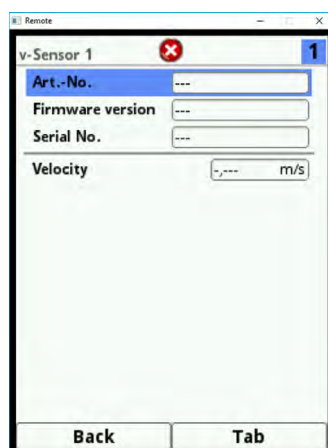 Remote
v-Sensor 1 1
Art.-No. ---
Firmware version ---
Serial No. ---
Velocity -,--- m/s
Back Tab